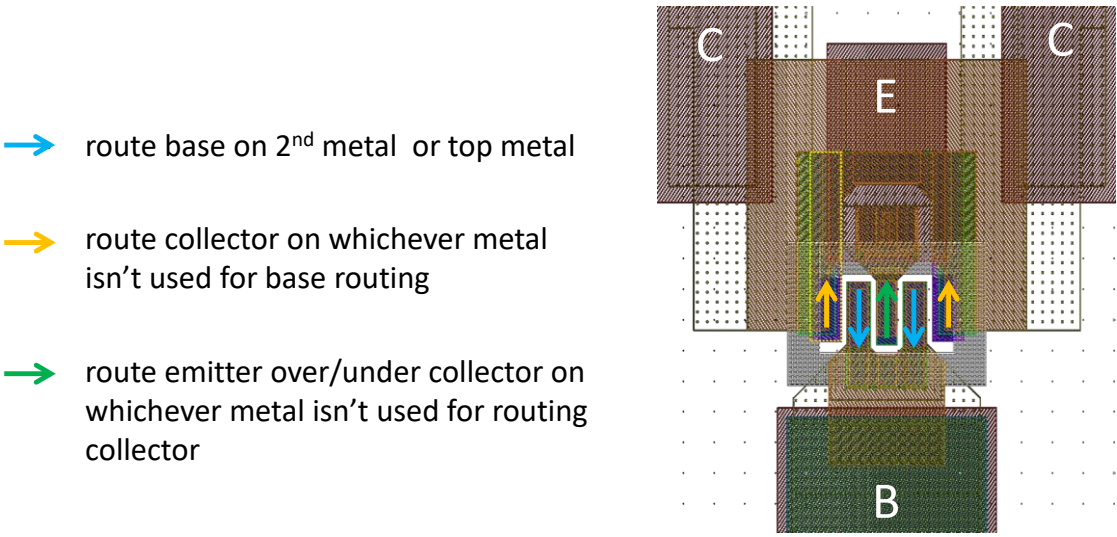 route base on 2nd metal or top metal
route collector on whichever metal
isn't used for base routing
route emitter over/under collector on
whichever metal isn't used for routing
collector
C
C
E
B